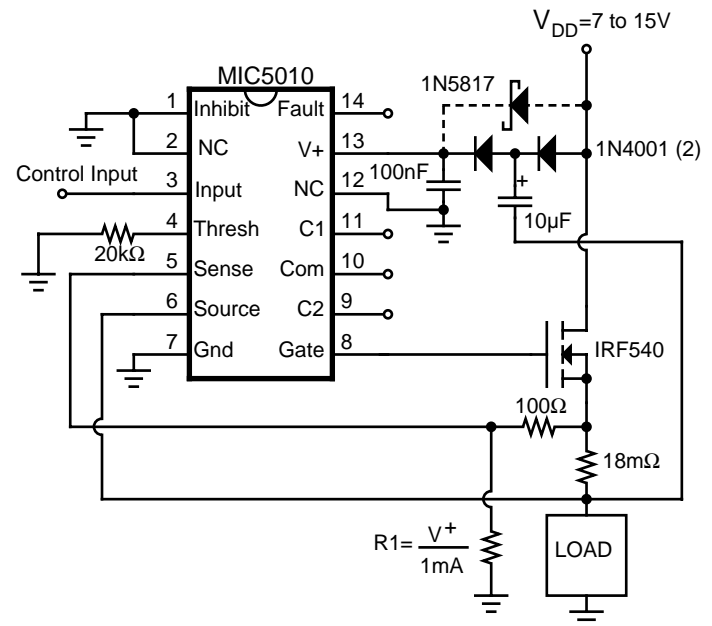 V_DD=7 to 15V
MIC5010
1N5817
1 Inhibit Fault 14
2 NC V+ 13
1N4001 (2)
100nF
+
Control Input
NC 12
3 Input
10µF
4 Thresh C1 11
20kΩ
5 Sense Com 10
6 Source C2 9
7 Gnd Gate 8
IRF540
100Ω
18mΩ
R1= V+
1mA
LOAD